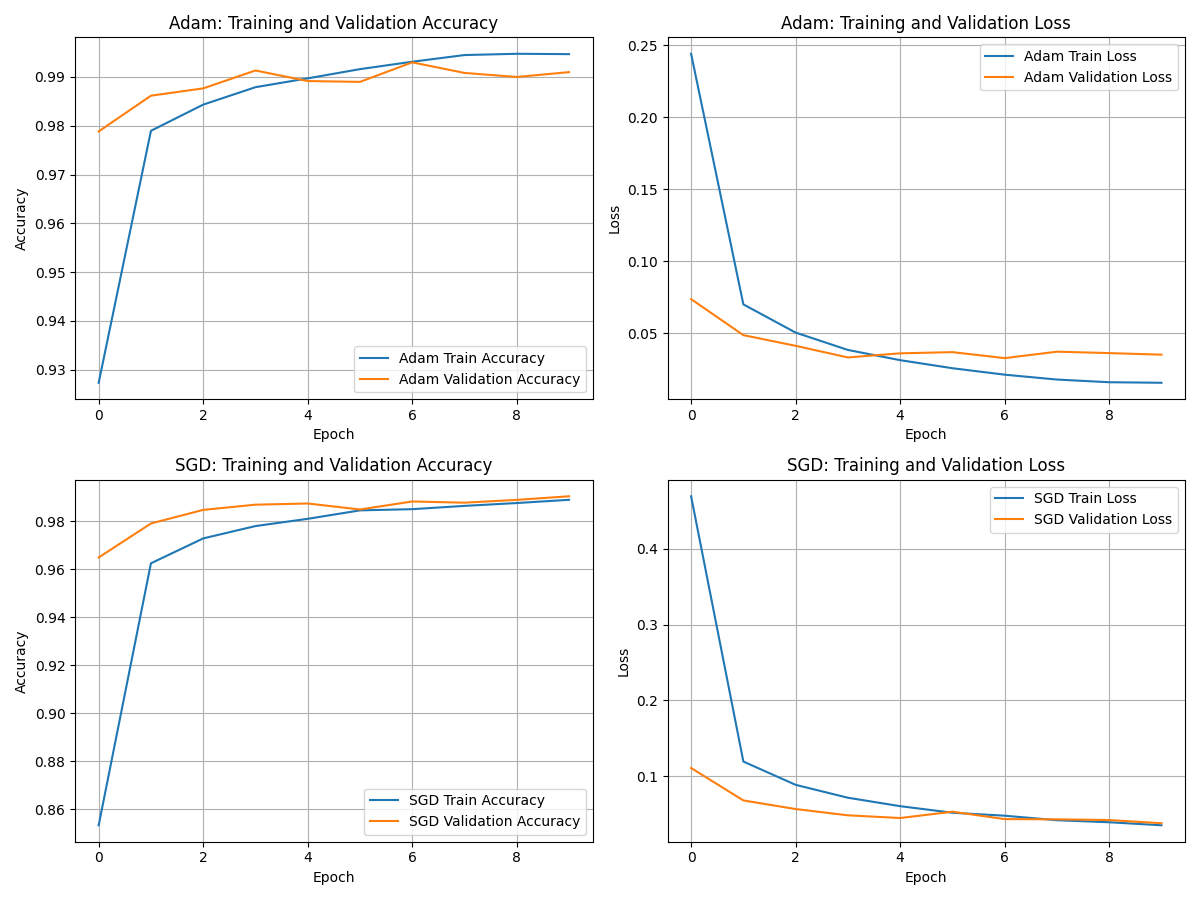 Adam: Training and Validation Accuracy
Accuracy
0.99
0.98
0.97
0.96
0.95
0.94
0.93
Adam Train Accuracy
Adam Validation Accuracy
0 2 4 6 8
Epoch
Adam: Training and Validation Loss
Loss
0.25
0.20
0.15
0.10
0.05
Adam Train Loss
Adam Validation Loss
0 2 4 6 8
Epoch
SGD: Training and Validation Accuracy
Accuracy
0.98
0.96
0.94
0.92
0.90
0.88
0.86
SGD Train Accuracy
SGD Validation Accuracy
0 2 4 6 8
Epoch
SGD: Training and Validation Loss
Loss
0.4
0.3
0.2
0.1
SGD Train Loss
SGD Validation Loss
0 2 4 6 8
Epoch